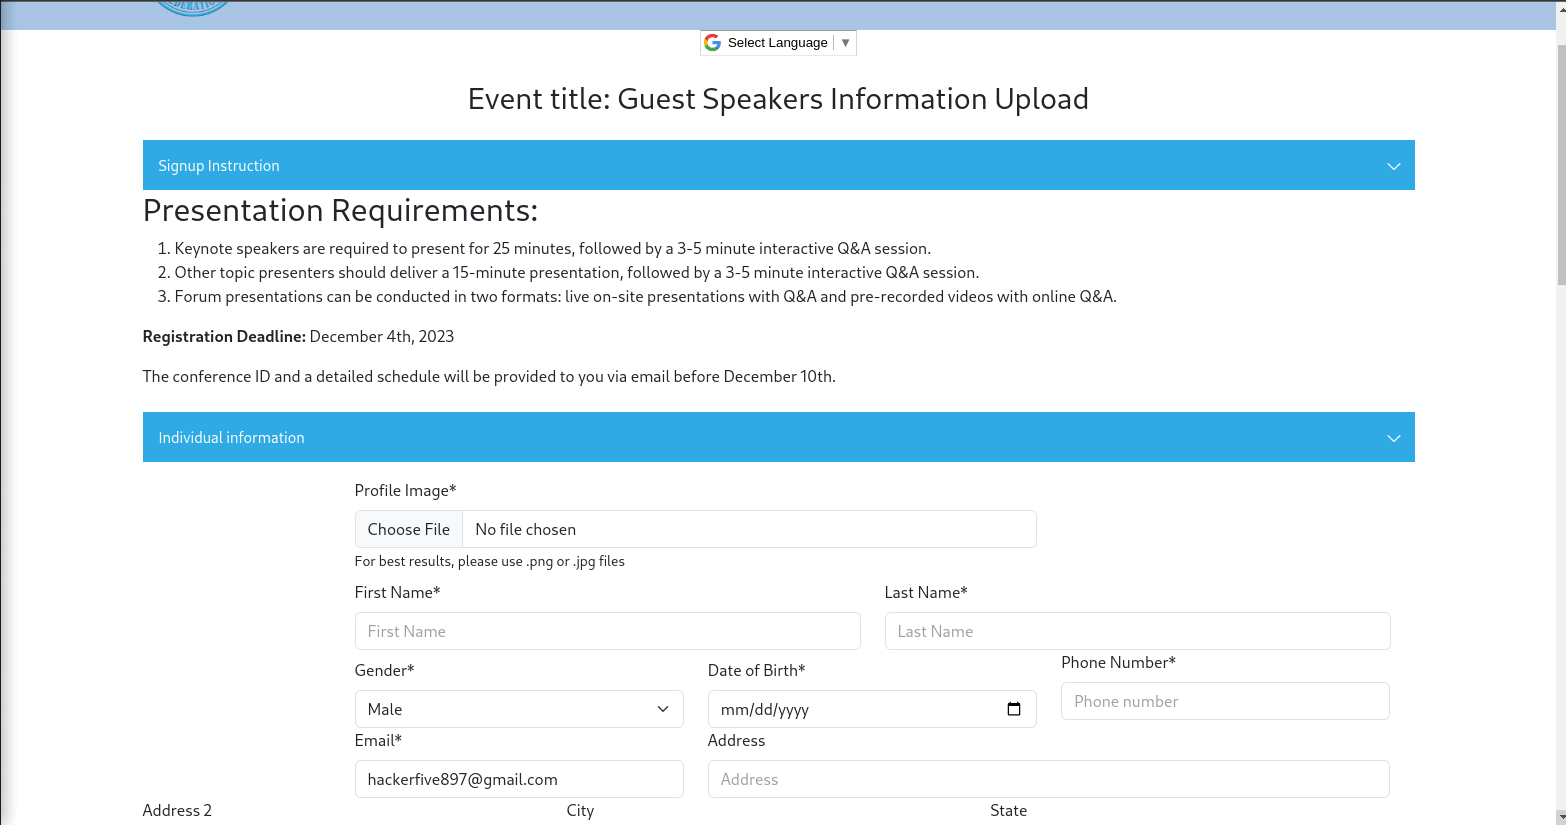 Select Language ▼
Event title: Guest Speakers Information Upload
Signup Instruction
Presentation Requirements:
1. Keynote speakers are required to present for 25 minutes, followed by a 3-5 minute interactive Q&A session.
2. Other topic presenters should deliver a 15-minute presentation, followed by a 3-5 minute interactive Q&A session.
3. Forum presentations can be conducted in two formats: live on-site presentations with Q&A and pre-recorded videos with online Q&A.
Registration Deadline: December 4th, 2023
The conference ID and a detailed schedule will be provided to you via email before December 10th.
Individual information
Profile Image*
Choose File No file chosen
For best results, please use .png or .jpg files
First Name* Last Name*
First Name Last Name
Gender* Date of Birth* Phone Number*
Male mm/dd/yyyy Phone number
Email* Address
hackerfive897@gmail.com Address
Address 2 City State